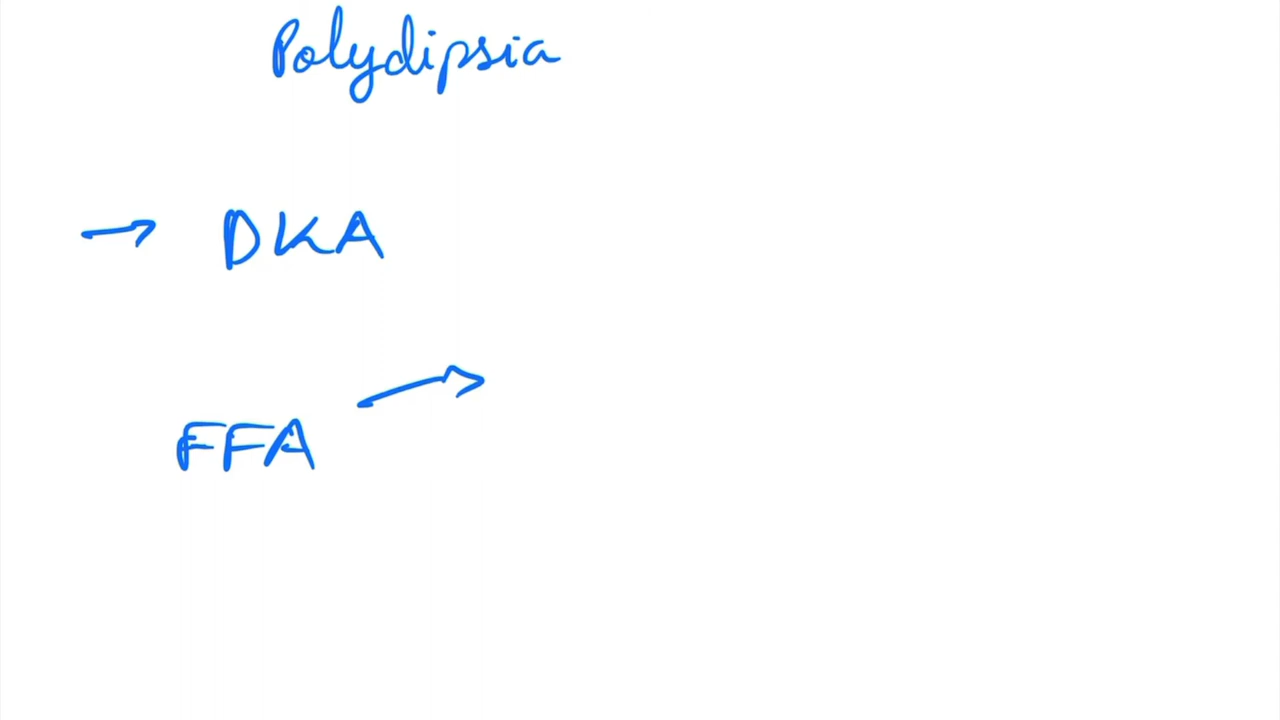 Polydipsia
→ DKA
FFA →